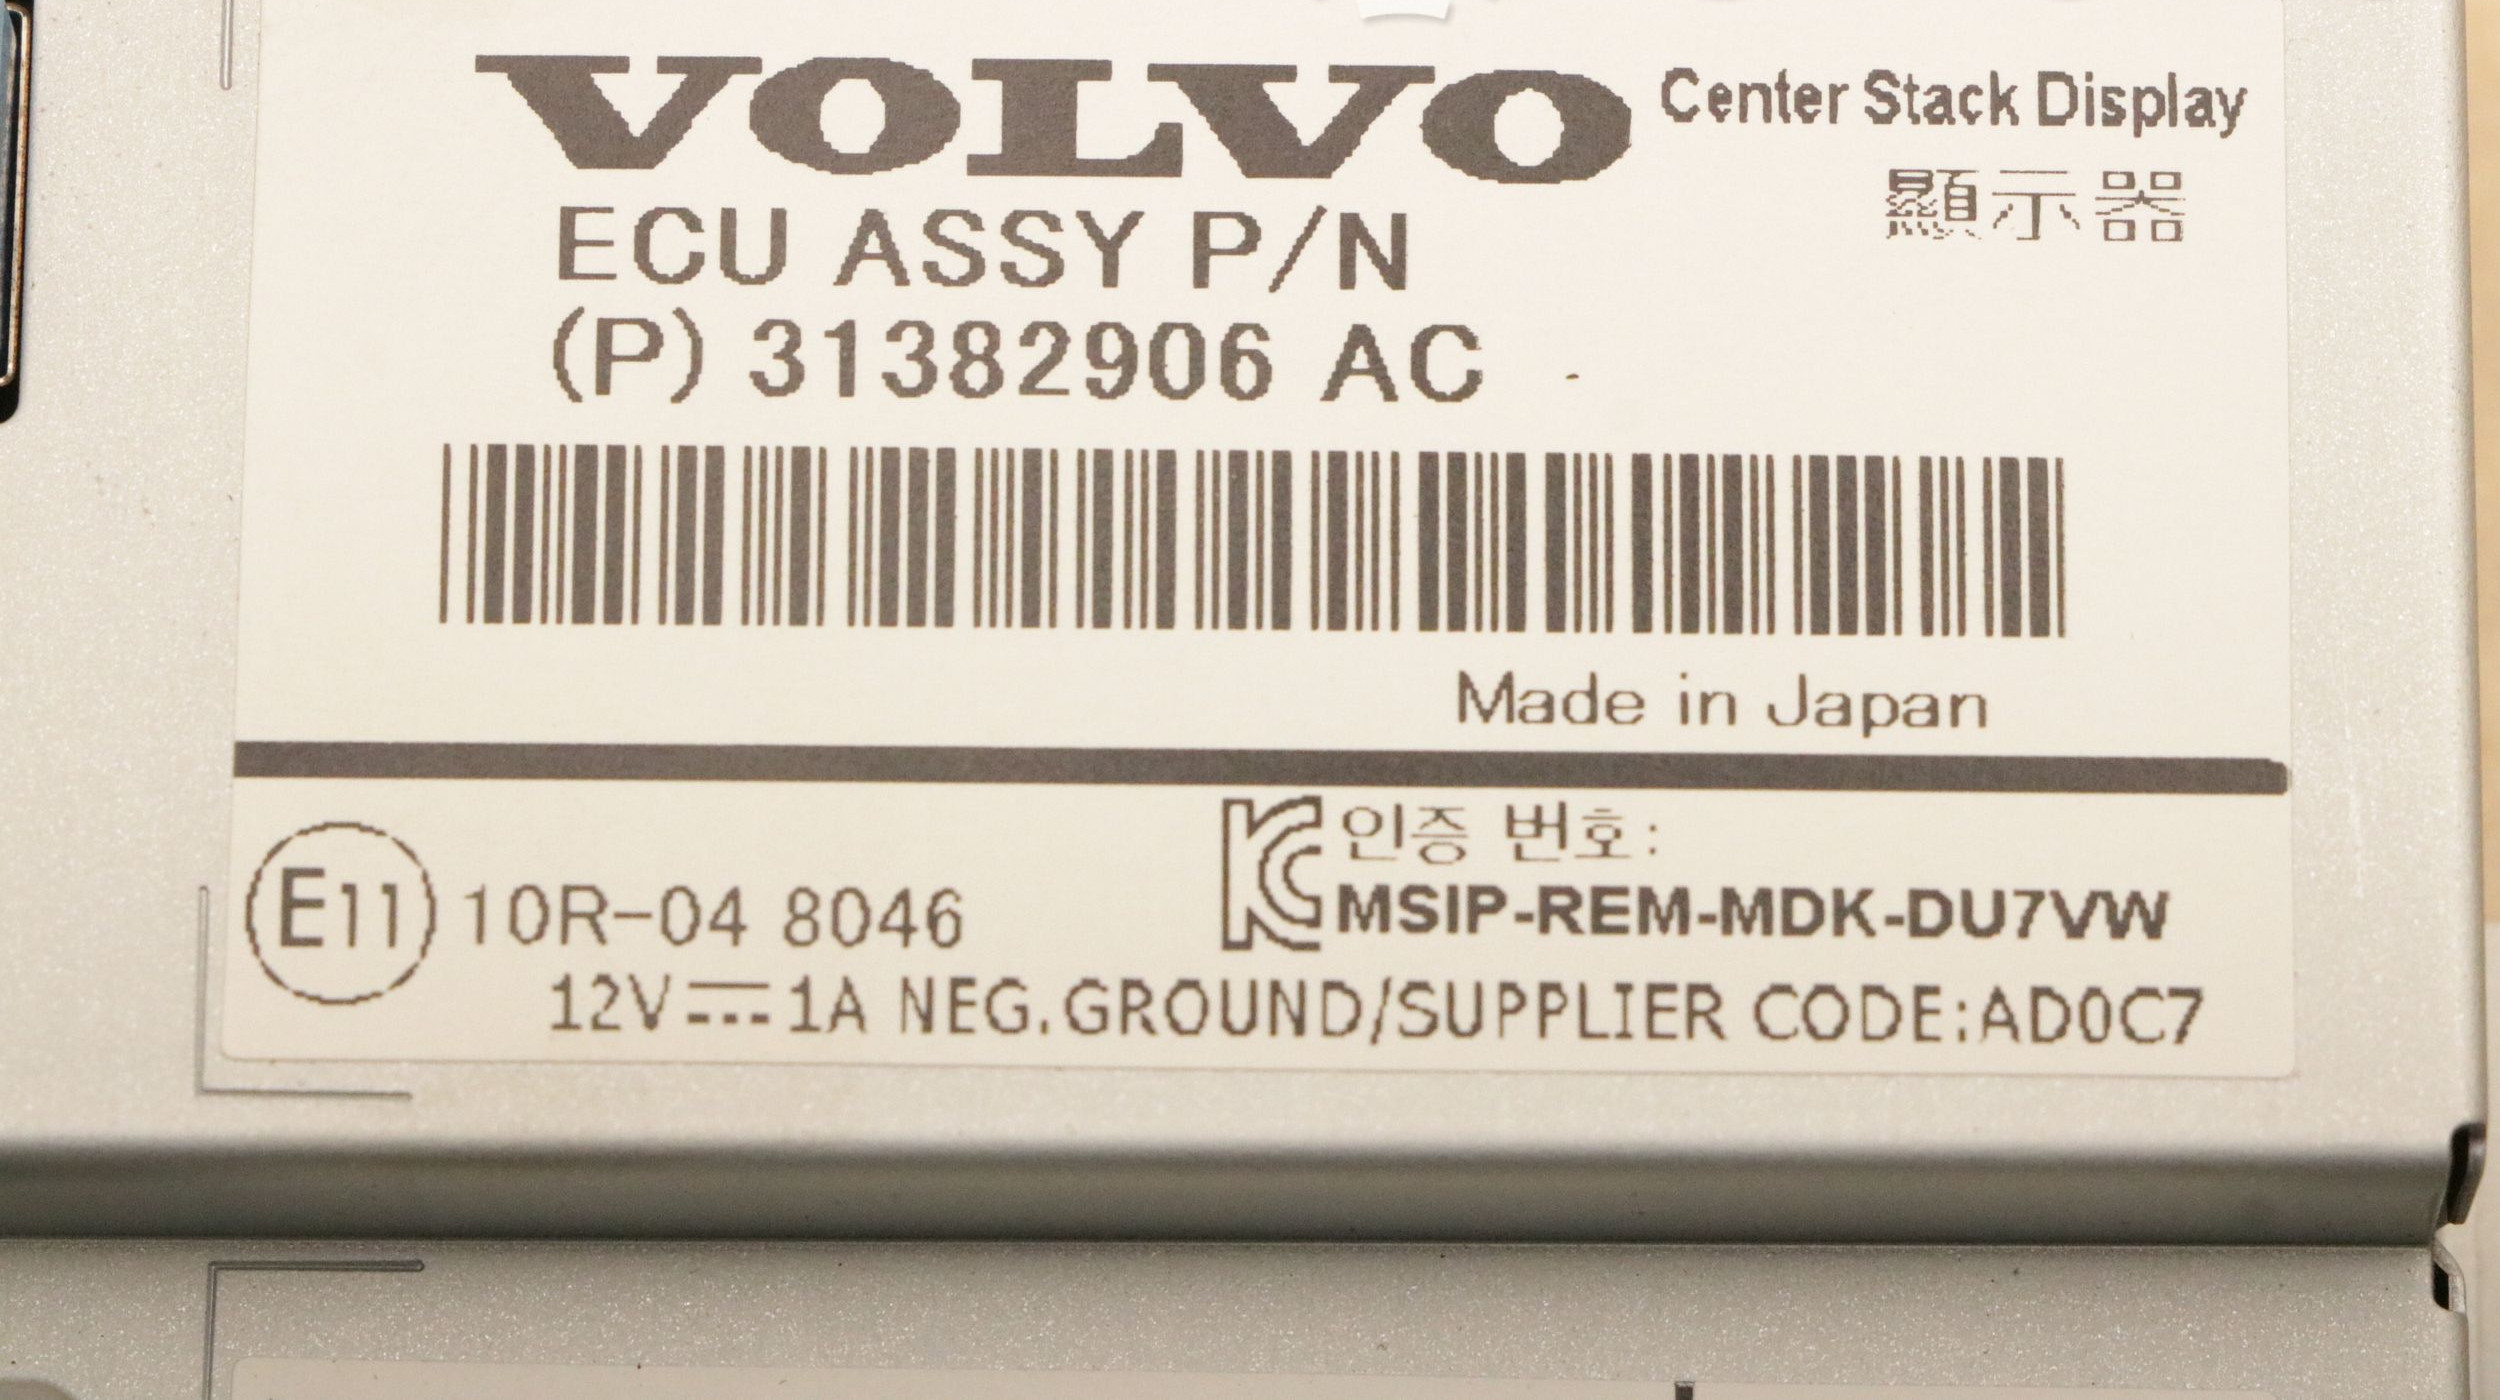 VOLVO Center Stack Display
顯示器
ECU ASSY P/N
(P) 31382906 AC
Made in Japan
E11 10R-04 8046
KC 인증 번호:
MSIP-REM-MDK-DU7VW
12V⎓1A NEG.GROUND/SUPPLIER CODE:AD0C7